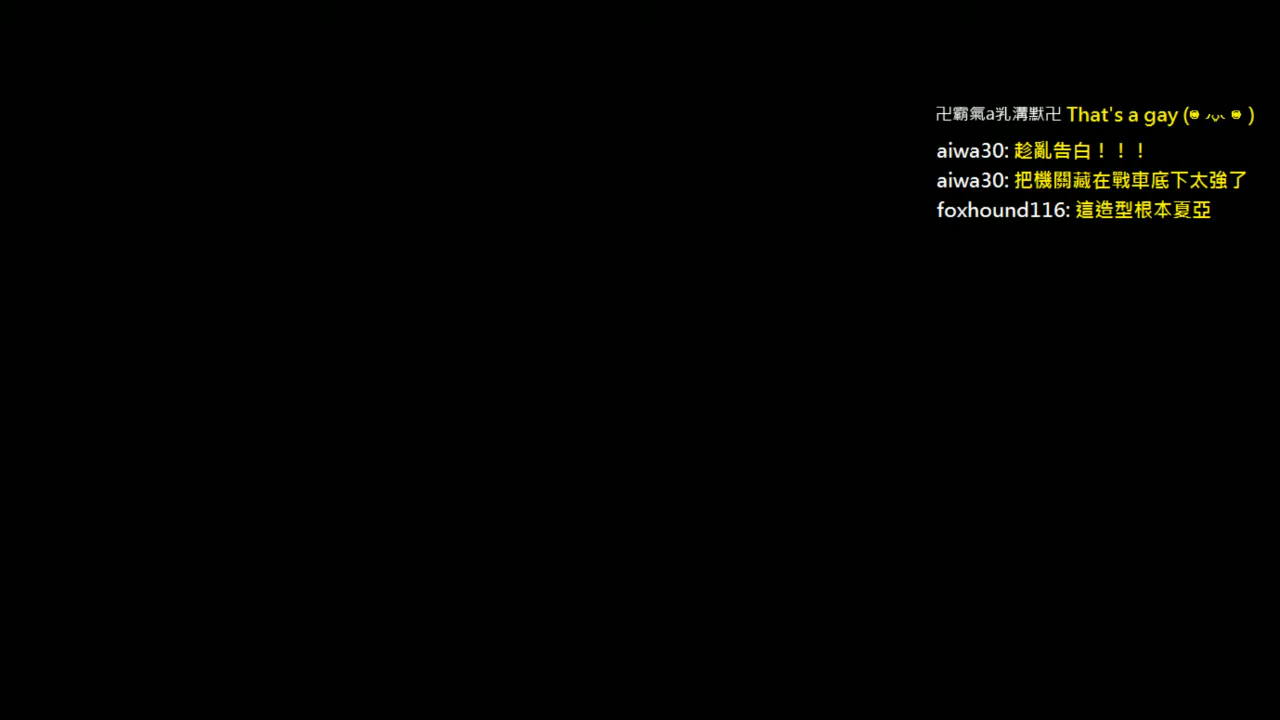 卍霸氣a乳溝默卍 That's a gay (◉ ◡ ◉ )
aiwa30: 趁亂告白！！！
aiwa30: 把機關藏在戰車底下太強了
foxhound116: 這造型根本夏亞